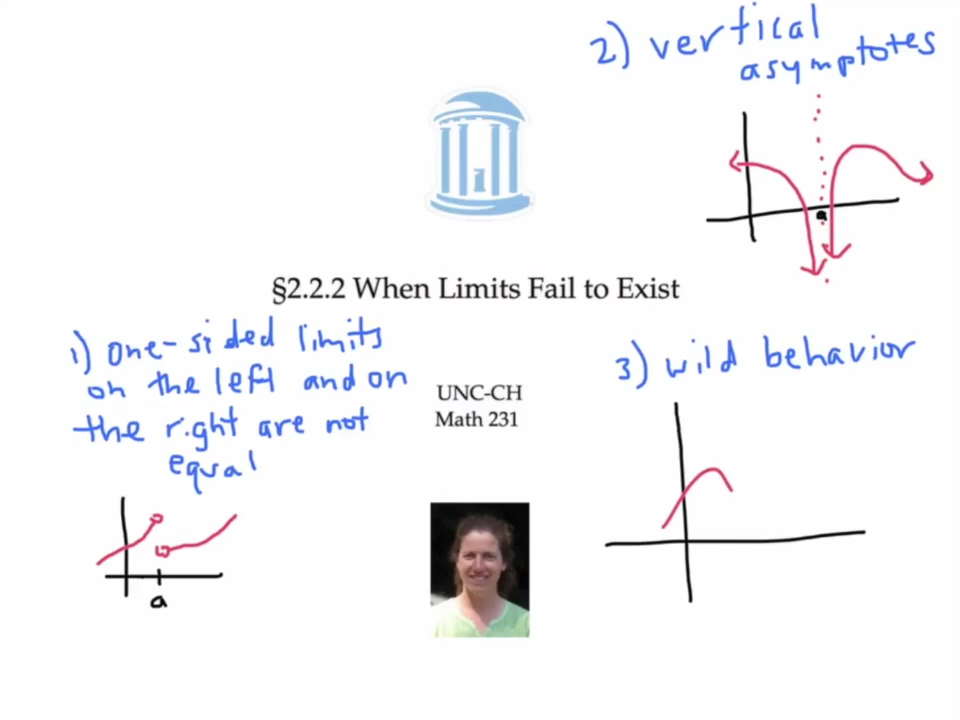 2) vertical
asymptotes
a
§2.2.2 When Limits Fail to Exist
1) one-sided limits
on the left and on
the right are not
equal
a
UNC-CH
Math 231
3) wild behavior